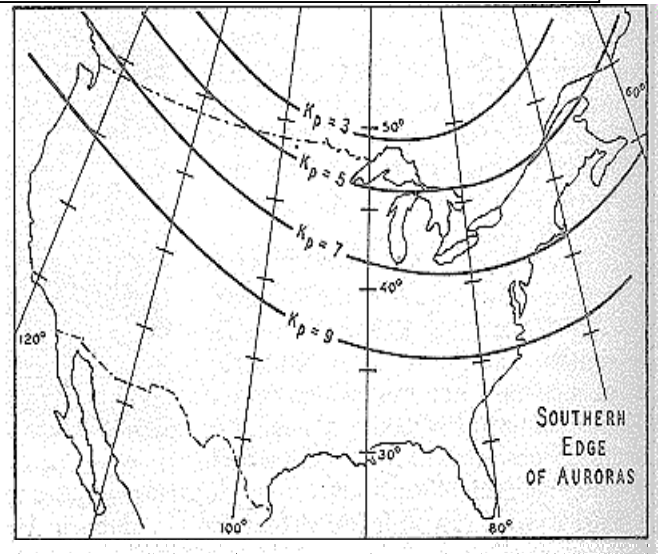 60°
Kp = 3
50°
Kp = 5
Kp = 7
40°
Kp = 9
120°
SOUTHERN
EDGE
OF AURORAS
30°
100°
80°